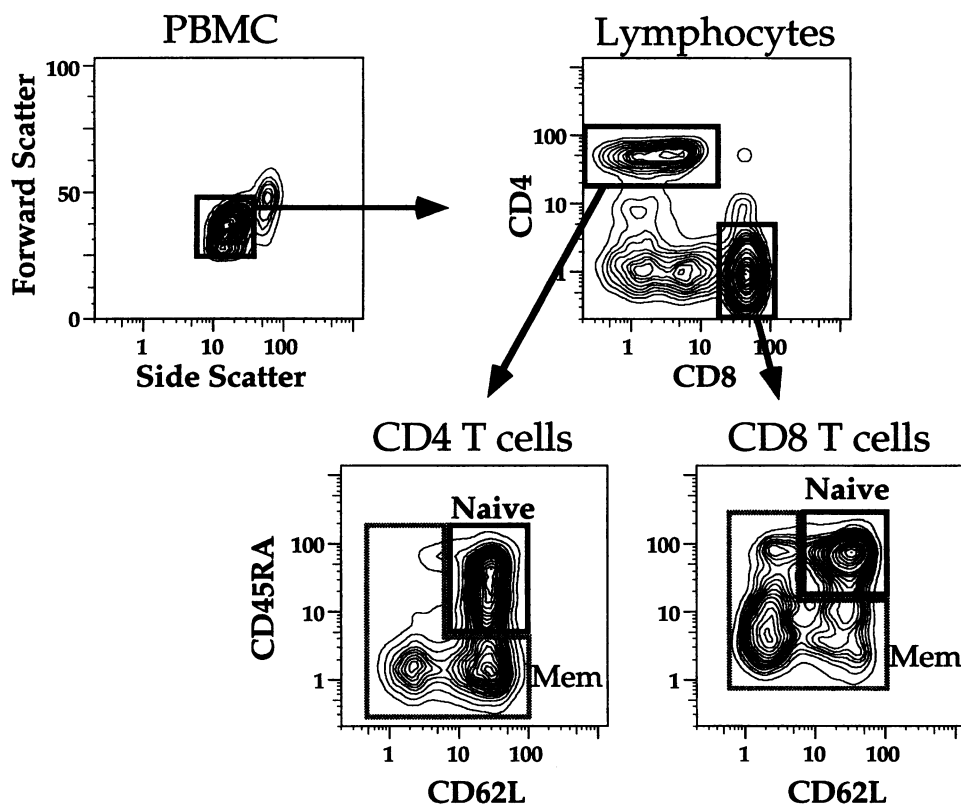 PBMC
Forward Scatter
100
50
0
1 10 100
Side Scatter
Lymphocytes
CD4
100
10
1
1 10 100
CD8
CD4 T cells
Naive
CD45RA
100
10
1
Mem
1 10 100
CD62L
CD8 T cells
Naive
100
10
1
Mem
1 10 100
CD62L